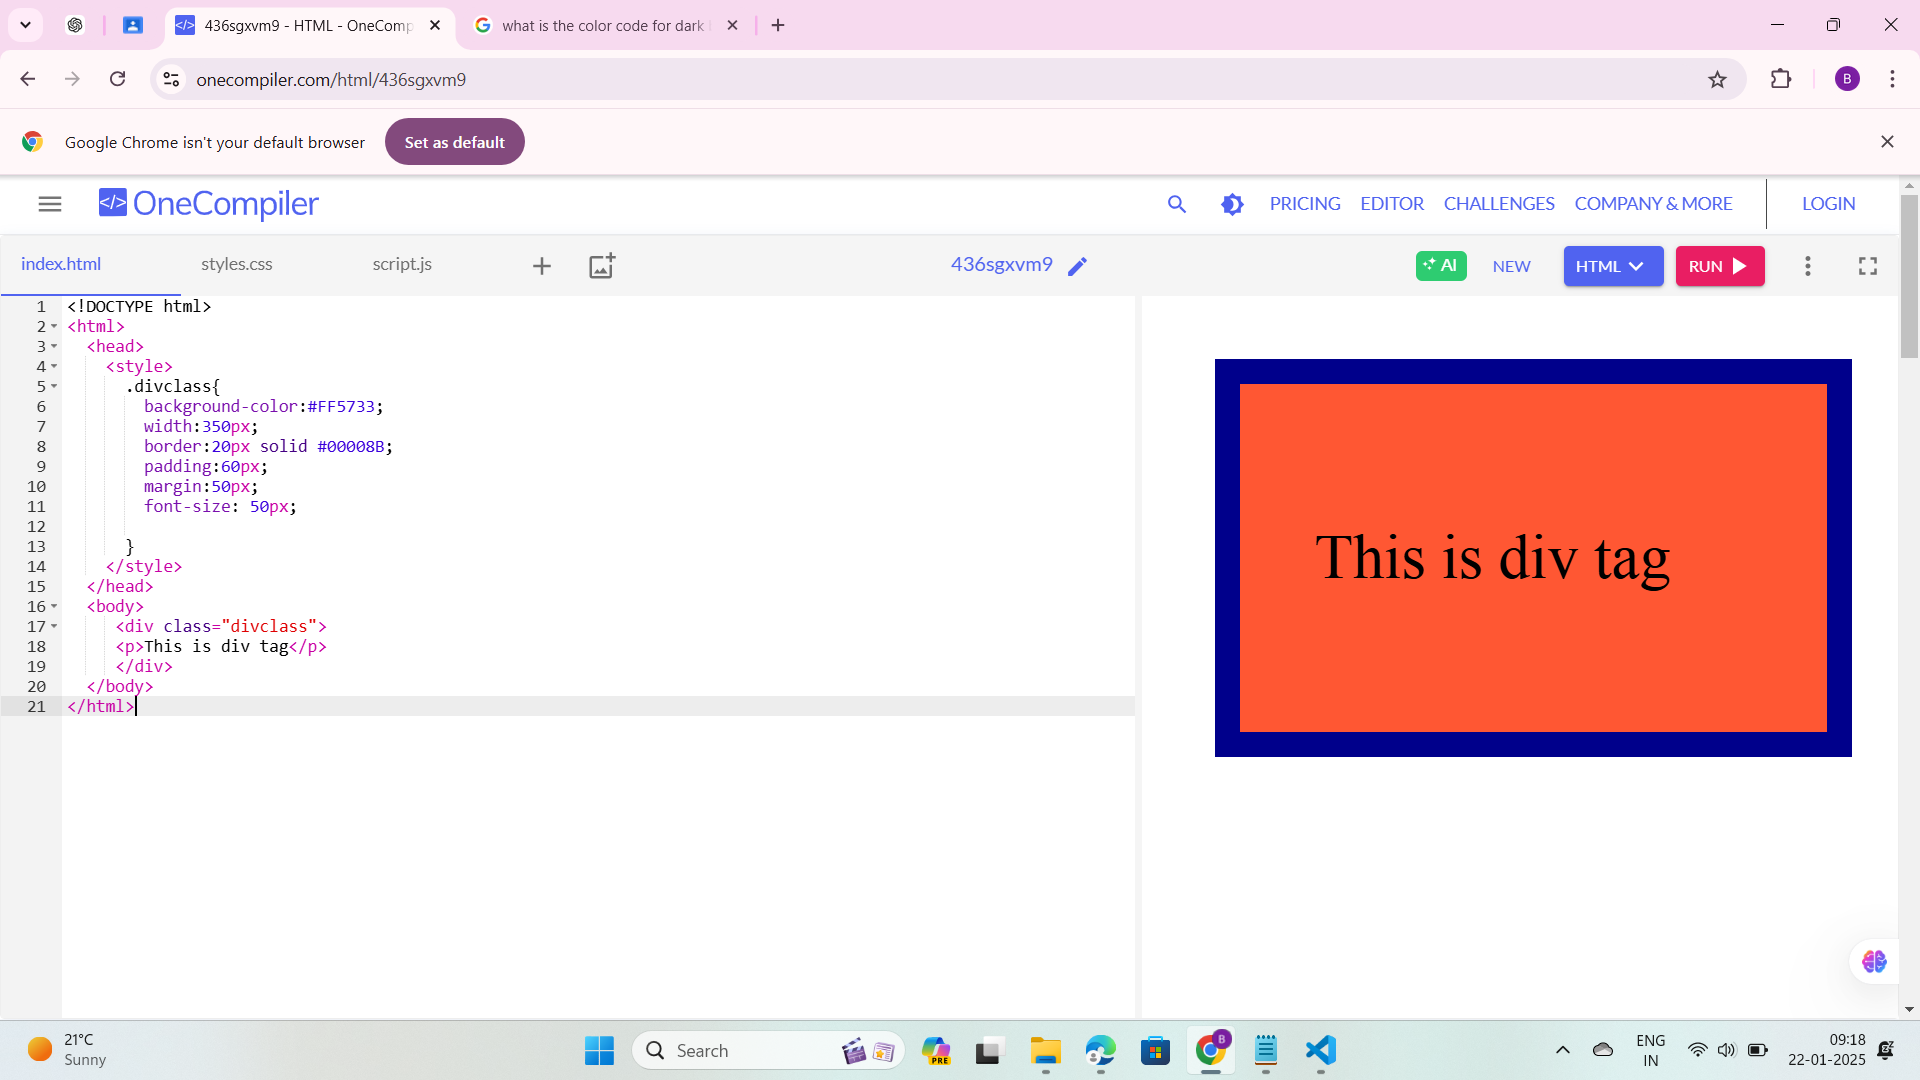 436sgxvm9 - HTML - OneComp
what is the color code for dark
onecompiler.com/html/436sgxvm9
B
Google Chrome isn't your default browser
Set as default
</> OneCompiler
PRICING
EDITOR
CHALLENGES
COMPANY & MORE
LOGIN
index.html
styles.css
script.js
436sgxvm9
AI
NEW
HTML
RUN
1 <!DOCTYPE html>
2 <html>
3 <head>
4 <style>
5 .divclass{
6 background-color:#FF5733;
7 width:350px;
8 border:20px solid #00008B;
9 padding:60px;
10 margin:50px;
11 font-size: 50px;
12
13 }
14 </style>
15 </head>
16 <body>
17 <div class="divclass">
18 <p>This is div tag</p>
19 </div>
20 </body>
21 </html>
This is div tag
21°C
Sunny
Search
PRE
B
ENG
IN
09:18
22-01-2025